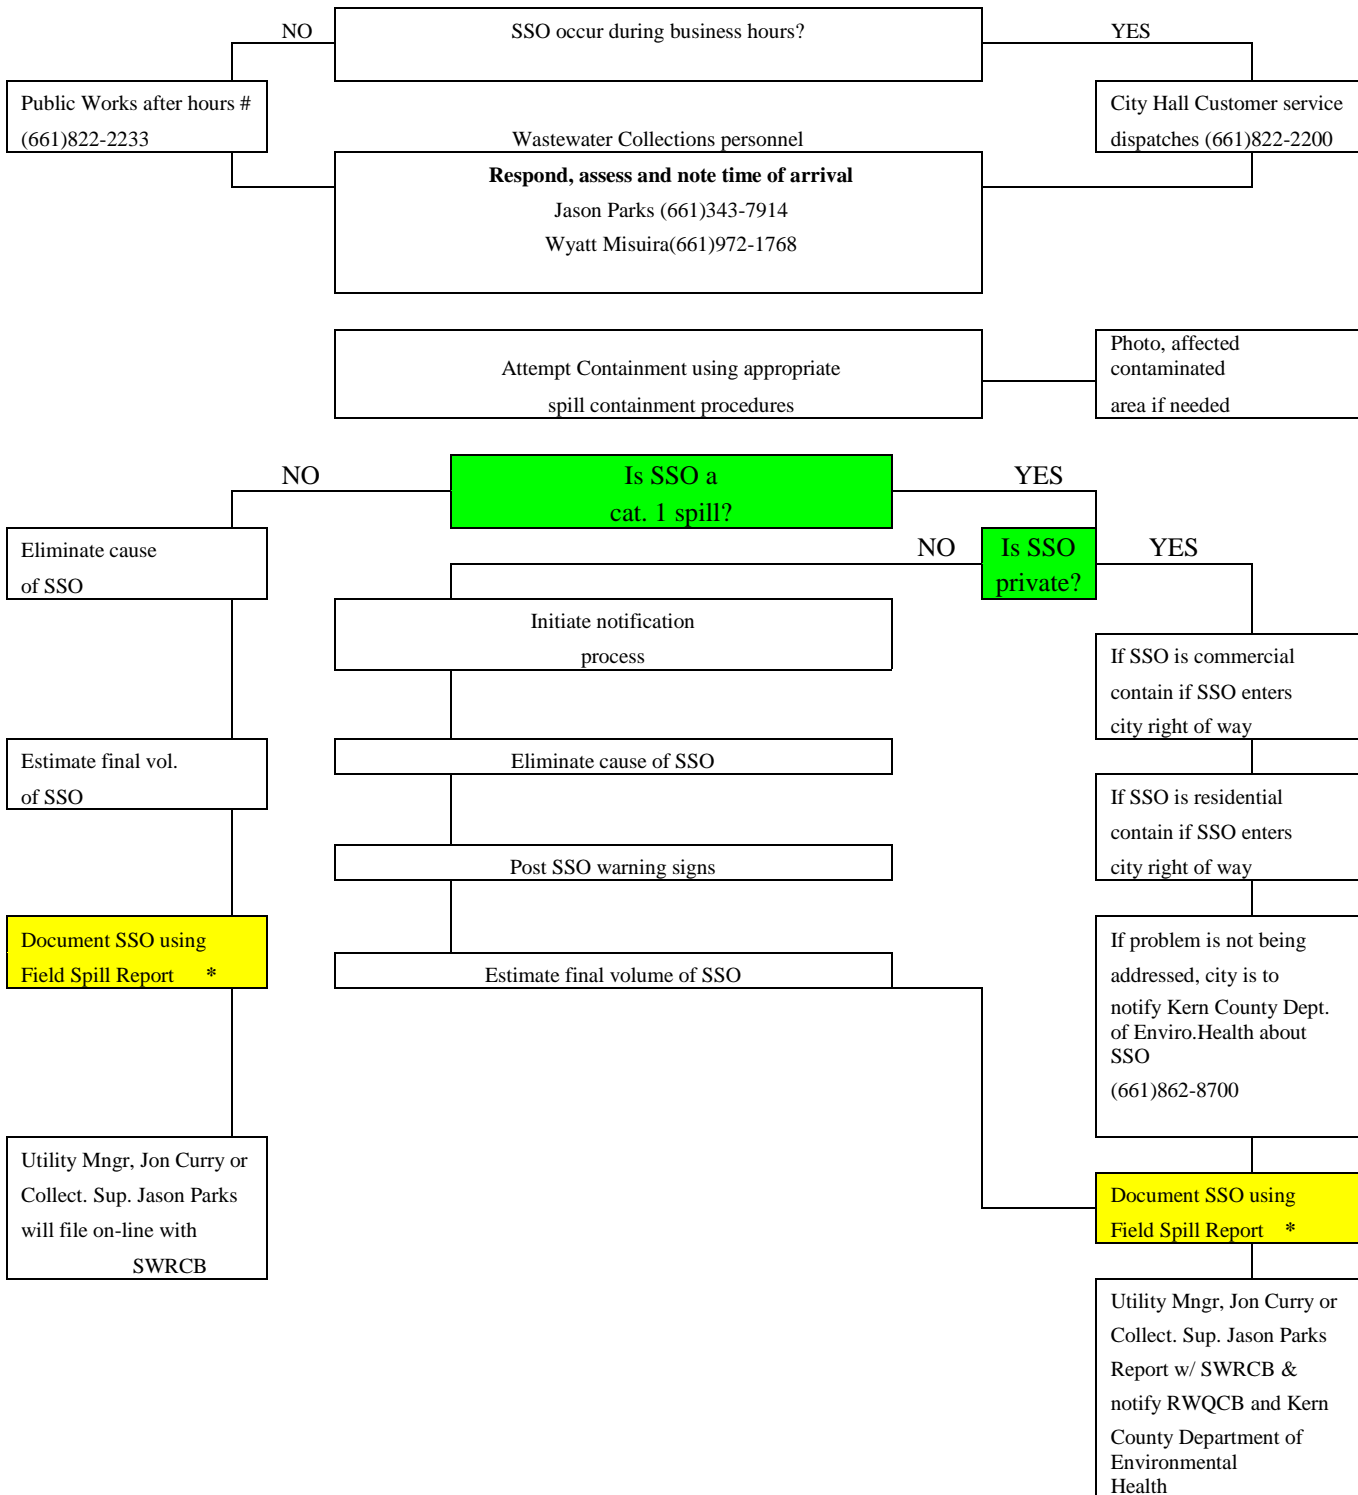 NO
SSO occur during business hours?
YES
Public Works after hours #
(661)822-2233
City Hall Customer service
dispatches (661)822-2200
Wastewater Collections personnel
Respond, assess and note time of arrival
Jason Parks (661)343-7914
Wyatt Misuira(661)972-1768
Attempt Containment using appropriate
spill containment procedures
Photo, affected
contaminated
area if needed
NO
Is SSO a
cat. 1 spill?
YES
Eliminate cause
of SSO
NO
Is SSO
private?
YES
Initiate notification
process
If SSO is commercial
contain if SSO enters
city right of way
Estimate final vol.
of SSO
Eliminate cause of SSO
If SSO is residential
contain if SSO enters
city right of way
Post SSO warning signs
Document SSO using
Field Spill Report *
Estimate final volume of SSO
If problem is not being
addressed, city is to
notify Kern County Dept.
of Enviro.Health about
SSO
(661)862-8700
Utility Mngr, Jon Curry or
Collect. Sup. Jason Parks
will file on-line with
SWRCB
Document SSO using
Field Spill Report *
Utility Mngr, Jon Curry or
Collect. Sup. Jason Parks
Report w/ SWRCB &
notify RWQCB and Kern
County Department of
Environmental
Health